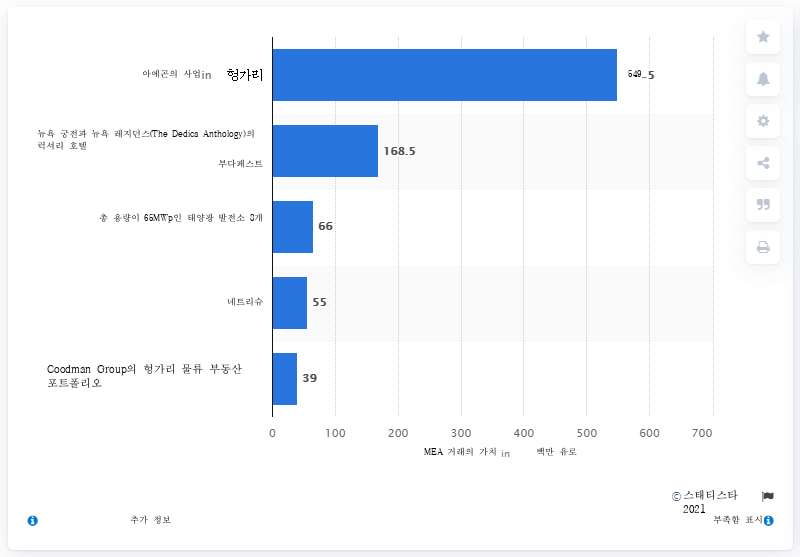 아에곤의 사업in 헝가리
549.5
뉴욕 궁전과 뉴욕 레지던스(The Dedica Anthology)의
럭셔리 호텔
부다페스트
168.5
총 용량이 65MWp인 태양광 발전소 3개
66
네트리슈
55
Coodman Group의 헝가리 물류 부동산
포트폴리오
39
0 100 200 300 400 500 600 700
MEA 거래의 가치 in 백만 유로
© 스태티스타
2021
추가 정보
부족함 표시